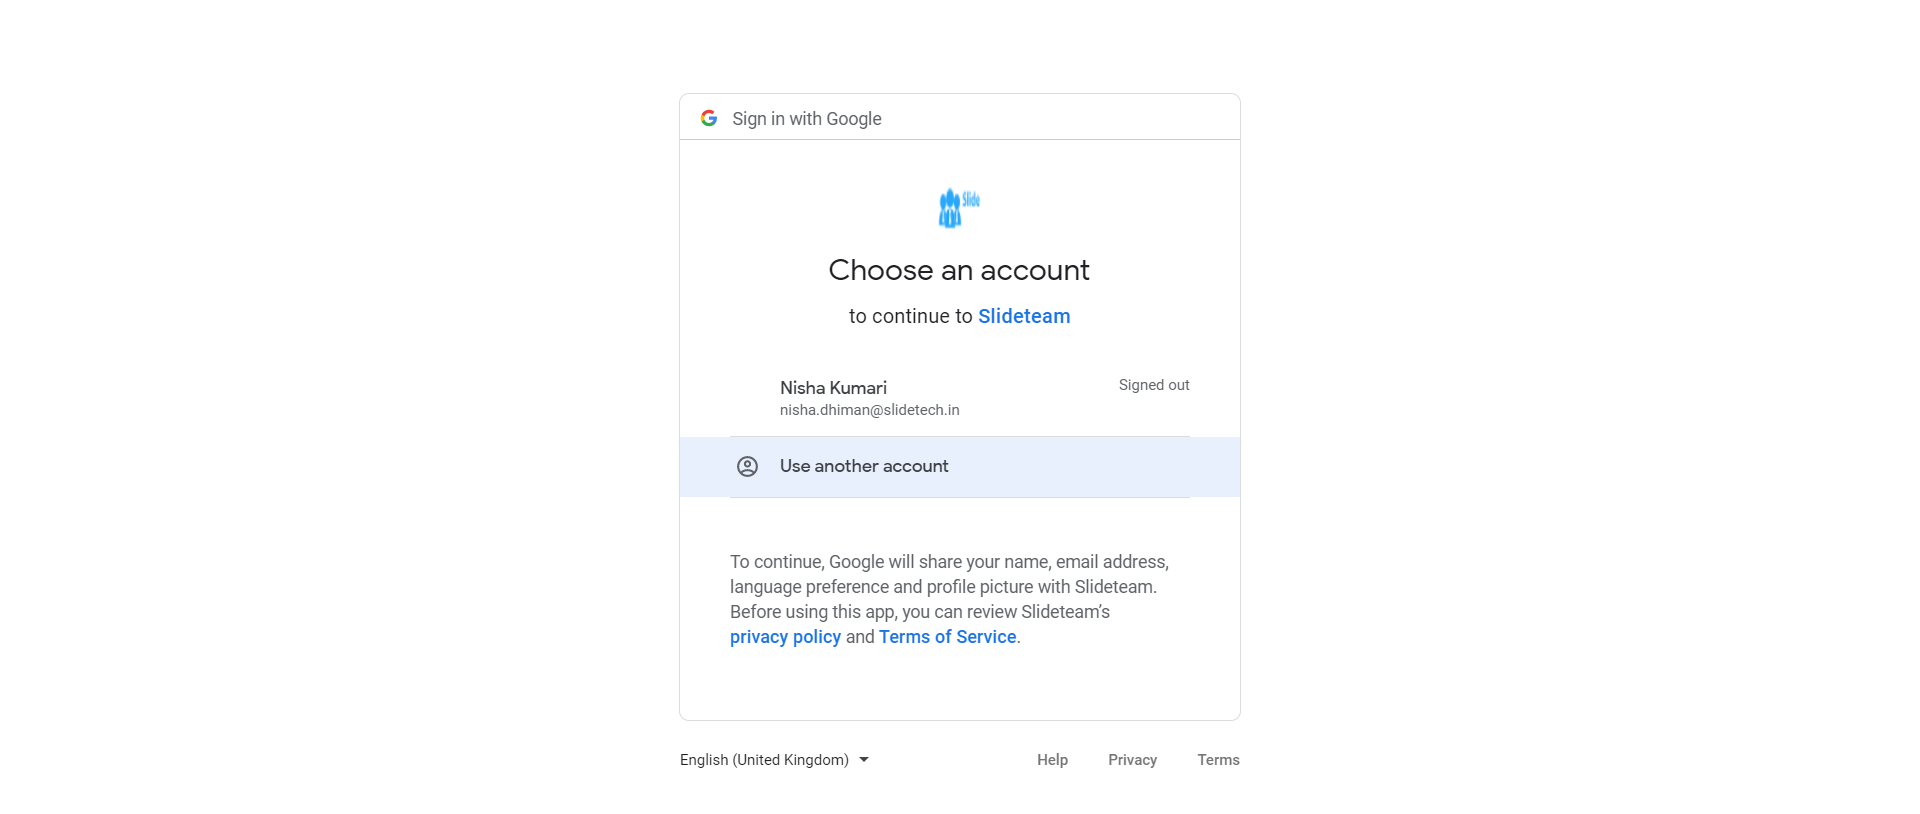 Sign in with Google
Slide
Choose an account
to continue to Slideteam
Nisha Kumari
Signed out
nisha.dhiman@slidetech.in
Use another account
To continue, Google will share your name, email address,
language preference and profile picture with Slideteam.
Before using this app, you can review Slideteam’s
privacy policy and Terms of Service.
English (United Kingdom)
Help
Privacy
Terms